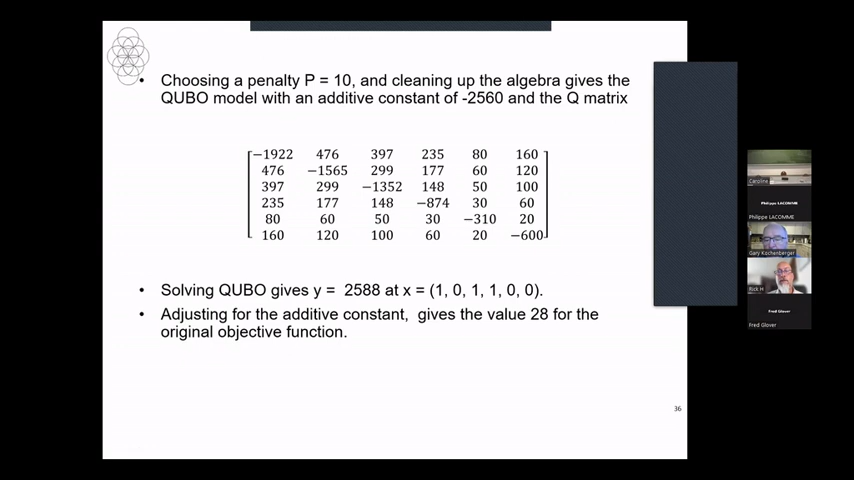 • Choosing a penalty P = 10, and cleaning up the algebra gives the
QUBO model with an additive constant of -2560 and the Q matrix
−1922 476 397 235 80 160
476 −1565 299 177 60 120
397 299 −1352 148 50 100
235 177 148 −874 30 60
80 60 50 30 −310 20
160 120 100 60 20 −600
• Solving QUBO gives y = 2588 at x = (1, 0, 1, 1, 0, 0).
• Adjusting for the additive constant, gives the value 28 for the
original objective function.
36
Caroline
Philippe LACOMME
Philippe LACOMME
Gary Kochenberger
Rick H
Fred Glover
Fred Glover